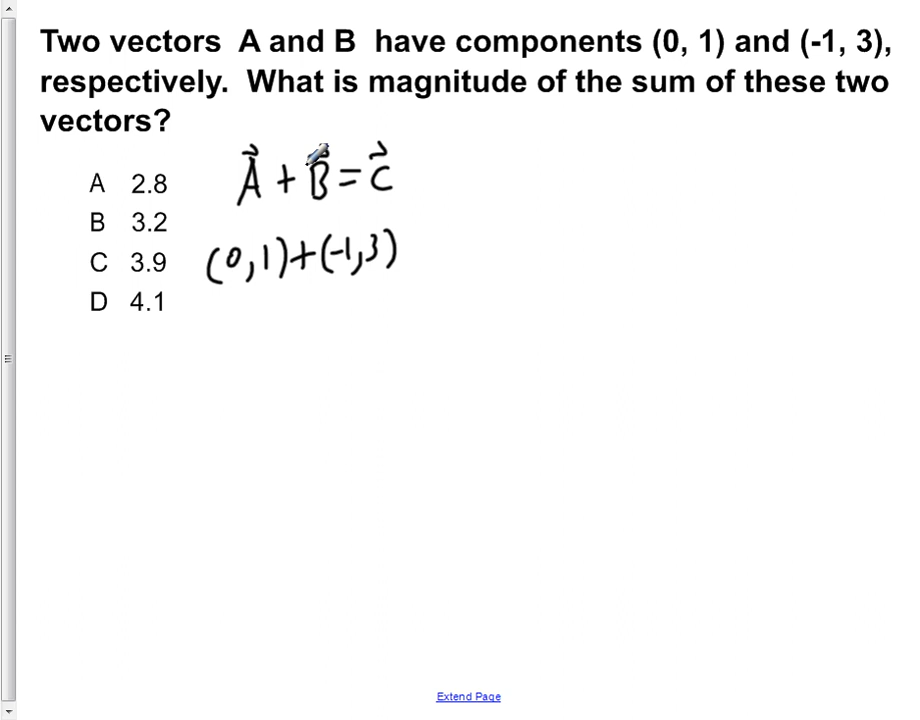 Two vectors A and B have components (0, 1) and (-1, 3),
respectively. What is magnitude of the sum of these two
vectors?
A 2.8
B 3.2
C 3.9
D 4.1
A⃗ + B⃗ = C⃗
(0,1)+(-1,3)
Extend Page